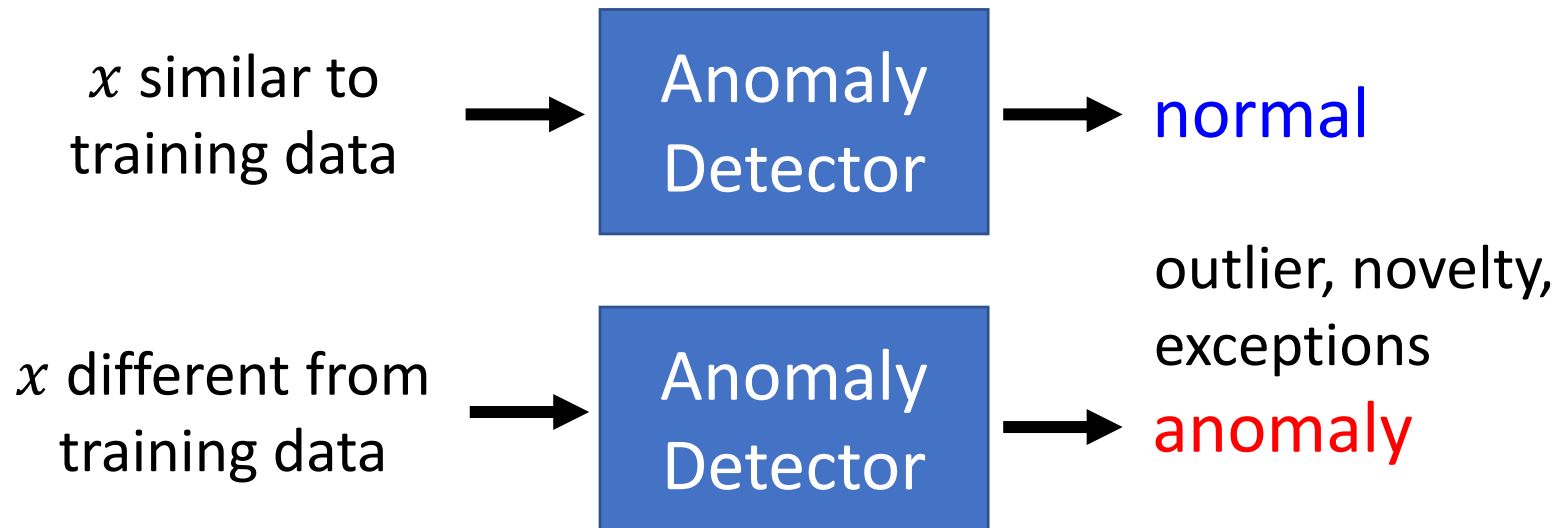 𝑥 similar to
training data
Anomaly
Detector
normal
outlier, novelty,
exceptions
𝑥 different from
training data
Anomaly
Detector
anomaly